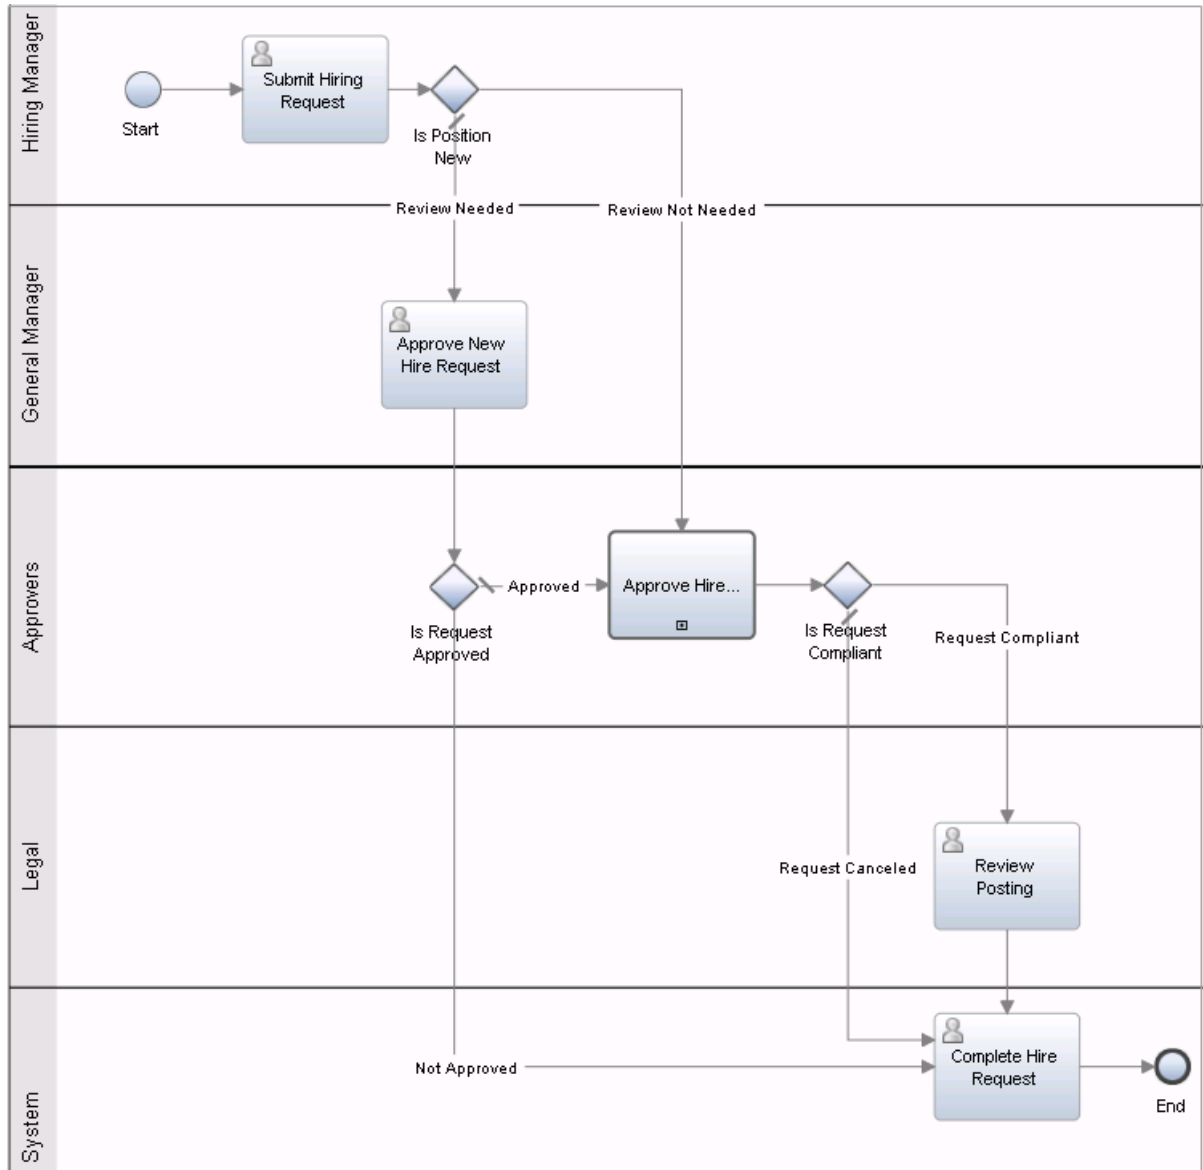 Hiring Manager
Submit Hiring
Request
Start
Is Position
New
Review Needed
Review Not Needed
General Manager
Approve New
Hire Request
Approvers
Approved
Approve Hire...
Is Request
Approved
Is Request
Compliant
Request Compliant
Legal
Review
Posting
Request Canceled
System
Not Approved
Complete Hire
Request
End